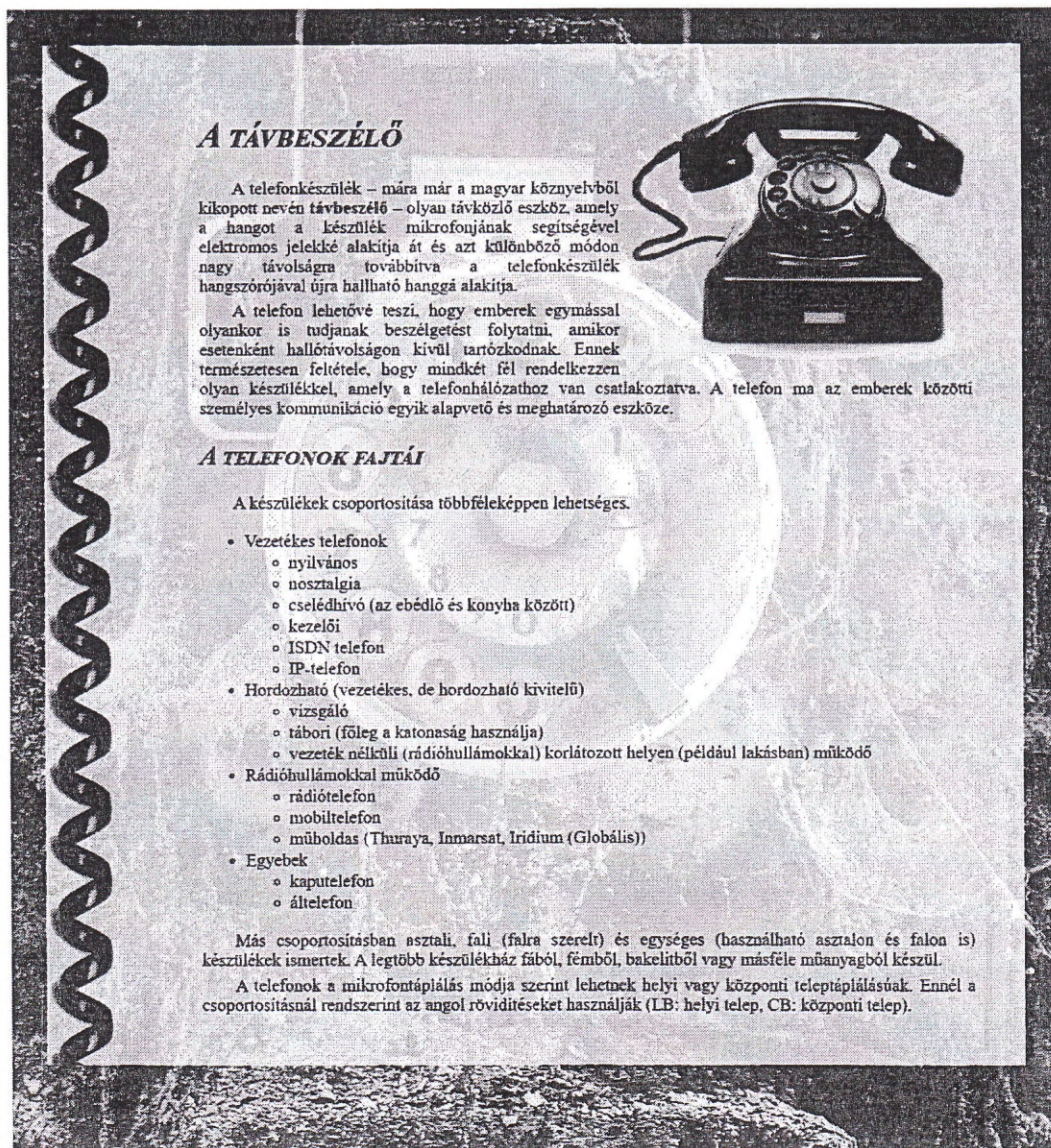 A TÁVBESZÉLŐ
A telefonkészülék – mára már a magyar köznyelvből
kikopott nevén távbeszélő – olyan távközlő eszköz, amely
a hangot a készülék mikrofonjának segítségével
elektromos jelekké alakítja át és azt különböző módon
nagy távolságra továbbítva a telefonkészülék
hangszórójával újra hallható hanggá alakítja.
A telefon lehetővé teszi, hogy emberek egymással
olyankor is tudjanak beszélgetést folytatni, amikor
esetenként hallótávolságon kívül tartózkodnak. Ennek
természetesen feltétele, hogy mindkét fél rendelkezzen
olyan készülékkel, amely a telefonhálózathoz van csatlakoztatva. A telefon ma az emberek közötti
személyes kommunikáció egyik alapvető és meghatározó eszköze.
A TELEFONOK FAJTÁI
A készülékek csoportosítása többféleképpen lehetséges.
• Vezetékes telefonok
◦ nyilvános
◦ nosztalgia
◦ cselédhívó (az ebédlő és konyha között)
◦ kezelői
◦ ISDN telefon
◦ IP-telefon
• Hordozható (vezetékes, de hordozható kivitelű)
◦ vizsgáló
◦ tábori (főleg a katonaság használja)
◦ vezeték nélküli (rádióhullámokkal) korlátozott helyen (például lakásban) működő
• Rádióhullámokkal működő
◦ rádiótelefon
◦ mobiltelefon
◦ műholdas (Thuraya, Inmarsat, Iridium (Globális))
• Egyebek
◦ kaputelefon
◦ áltelefon
Más csoportosításban asztali, fali (falra szerelt) és egységes (használható asztalon és falon is)
készülékek ismertek. A legtöbb készülékház fából, fémből, bakelitből vagy másféle műanyagból készül.
A telefonok a mikrofontáplálás módja szerint lehetnek helyi vagy központi teleptáplálásúak. Ennél a
csoportosításnál rendszerint az angol rövidítéseket használják (LB: helyi telep, CB: központi telep).